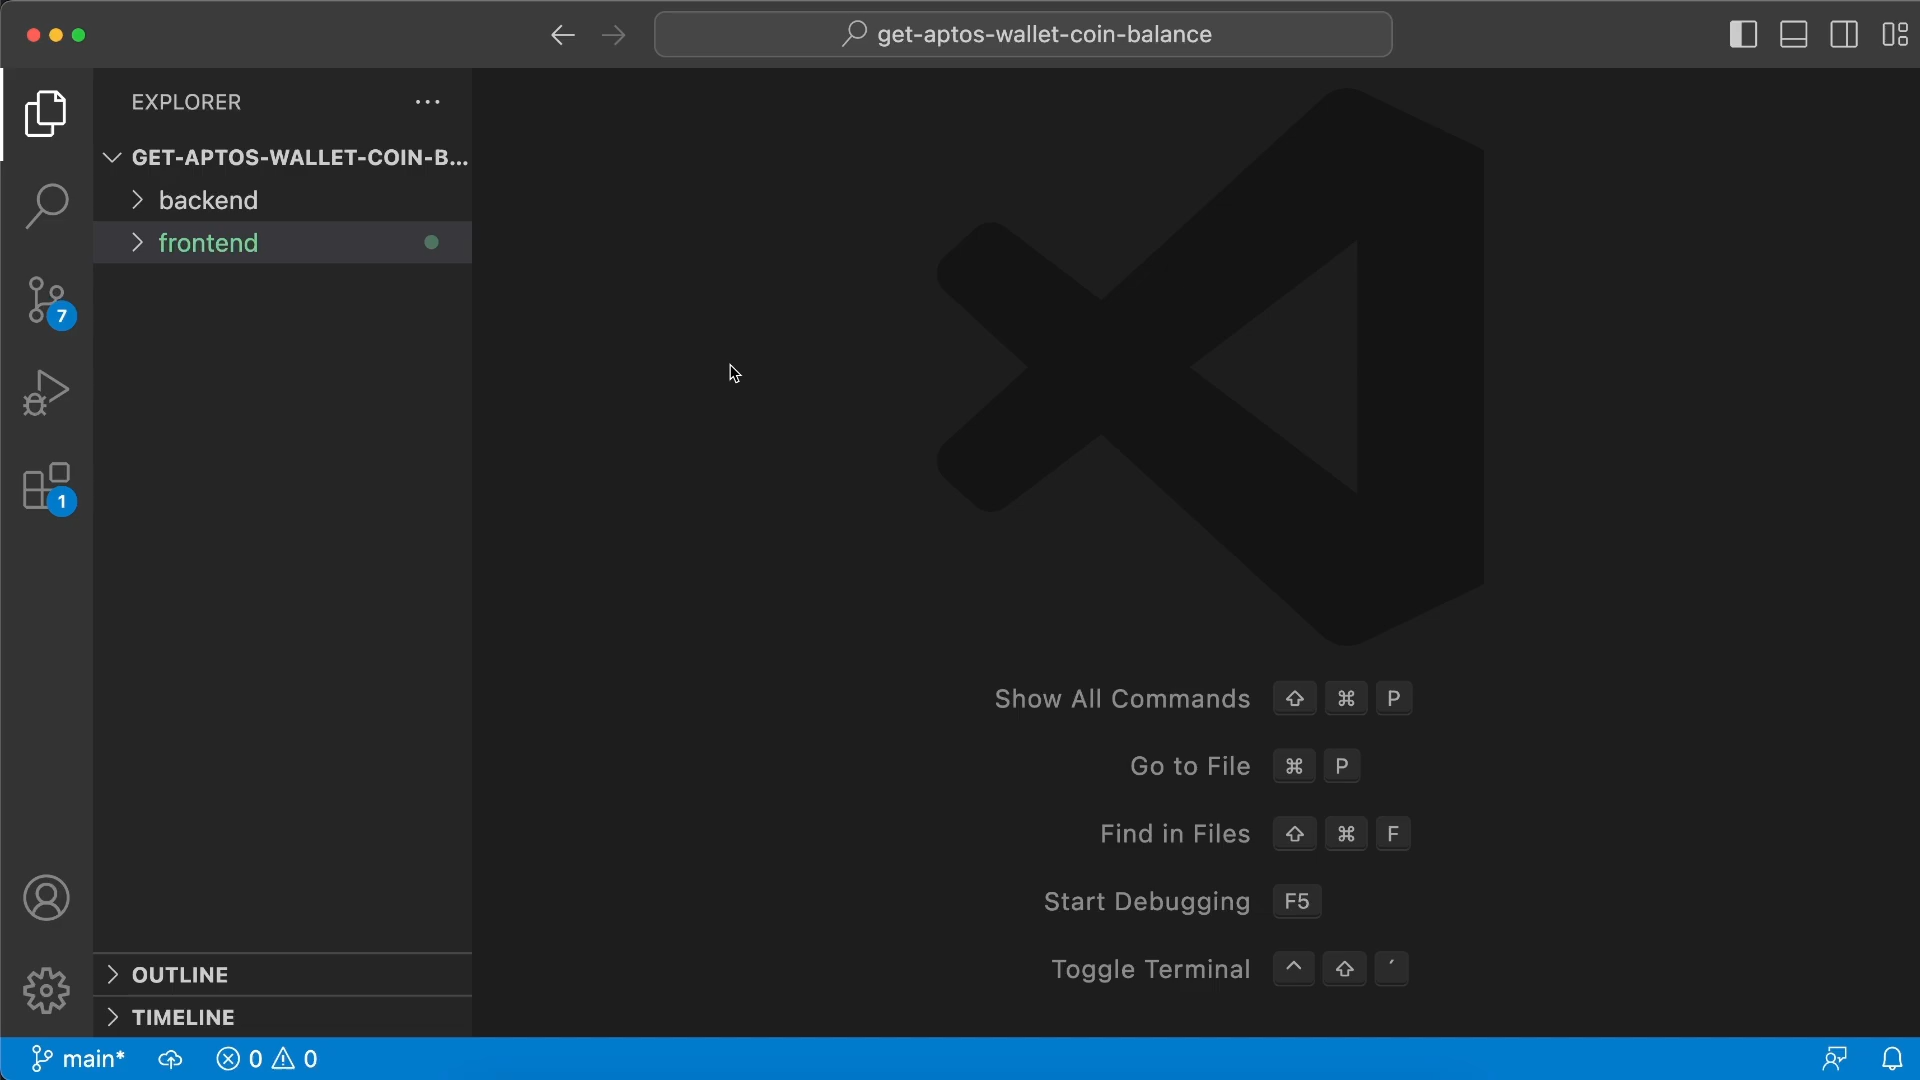 get-aptos-wallet-coin-balance
EXPLORER
GET-APTOS-WALLET-COIN-B...
backend
frontend
7
1
Show All Commands ⇧ ⌘ P
Go to File ⌘ P
Find in Files ⇧ ⌘ F
Start Debugging F5
Toggle Terminal ^ ⇧ ´
OUTLINE
TIMELINE
main* 0 0